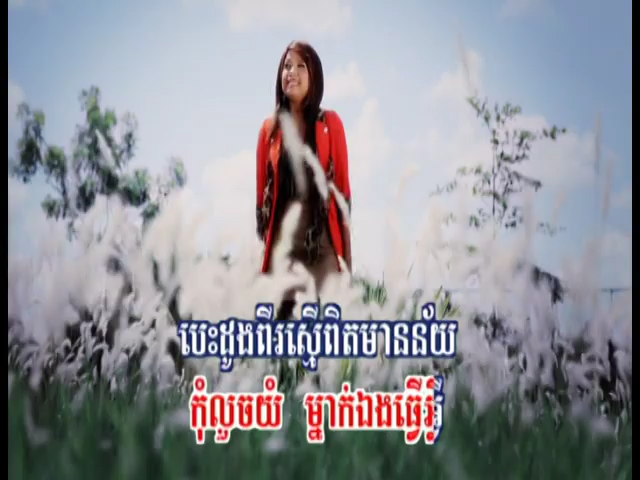 បេះដូងពីរស្មើពិតមានន័យ
កុំលួចយំ ម្នាក់ឯងធ្វើអ្វី